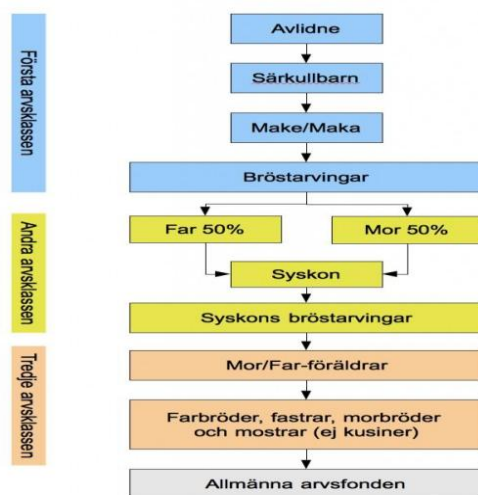 Första arvsklassen
Avlidne
Särkullbarn
Make/Maka
Bröstarvingar
Andra arvsklassen
Far 50%
Mor 50%
Syskon
Syskons bröstarvingar
Tredje arvsklassen
Mor/Far-föräldrar
Farbröder, fastrar, morbröder
och mostrar (ej kusiner)
Allmänna arvsfonden